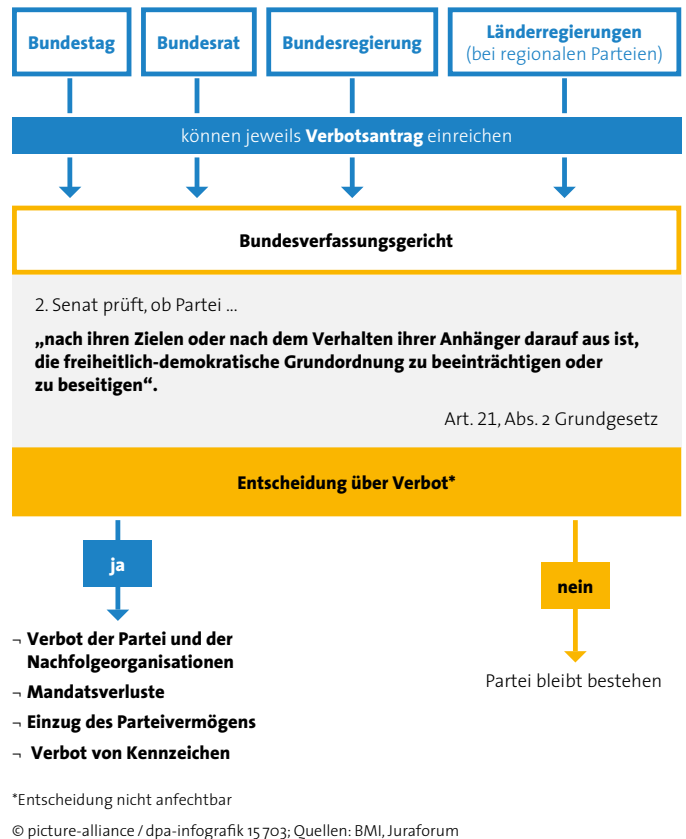 Bundestag
Bundesrat
Bundesregierung
Länderregierungen
(bei regionalen Parteien)
können jeweils Verbotsantrag einreichen
Bundesverfassungsgericht
2. Senat prüft, ob Partei ...
„nach ihren Zielen oder nach dem Verhalten ihrer Anhänger darauf aus ist,
die freiheitlich-demokratische Grundordnung zu beeinträchtigen oder
zu beseitigen“.
Art. 21, Abs. 2 Grundgesetz
Entscheidung über Verbot*
ja
¬ Verbot der Partei und der
Nachfolgeorganisationen
¬ Mandatsverluste
¬ Einzug des Parteivermögens
¬ Verbot von Kennzeichen
nein
Partei bleibt bestehen
*Entscheidung nicht anfechtbar
© picture-alliance / dpa-infografik 15 703; Quellen: BMI, Juraforum